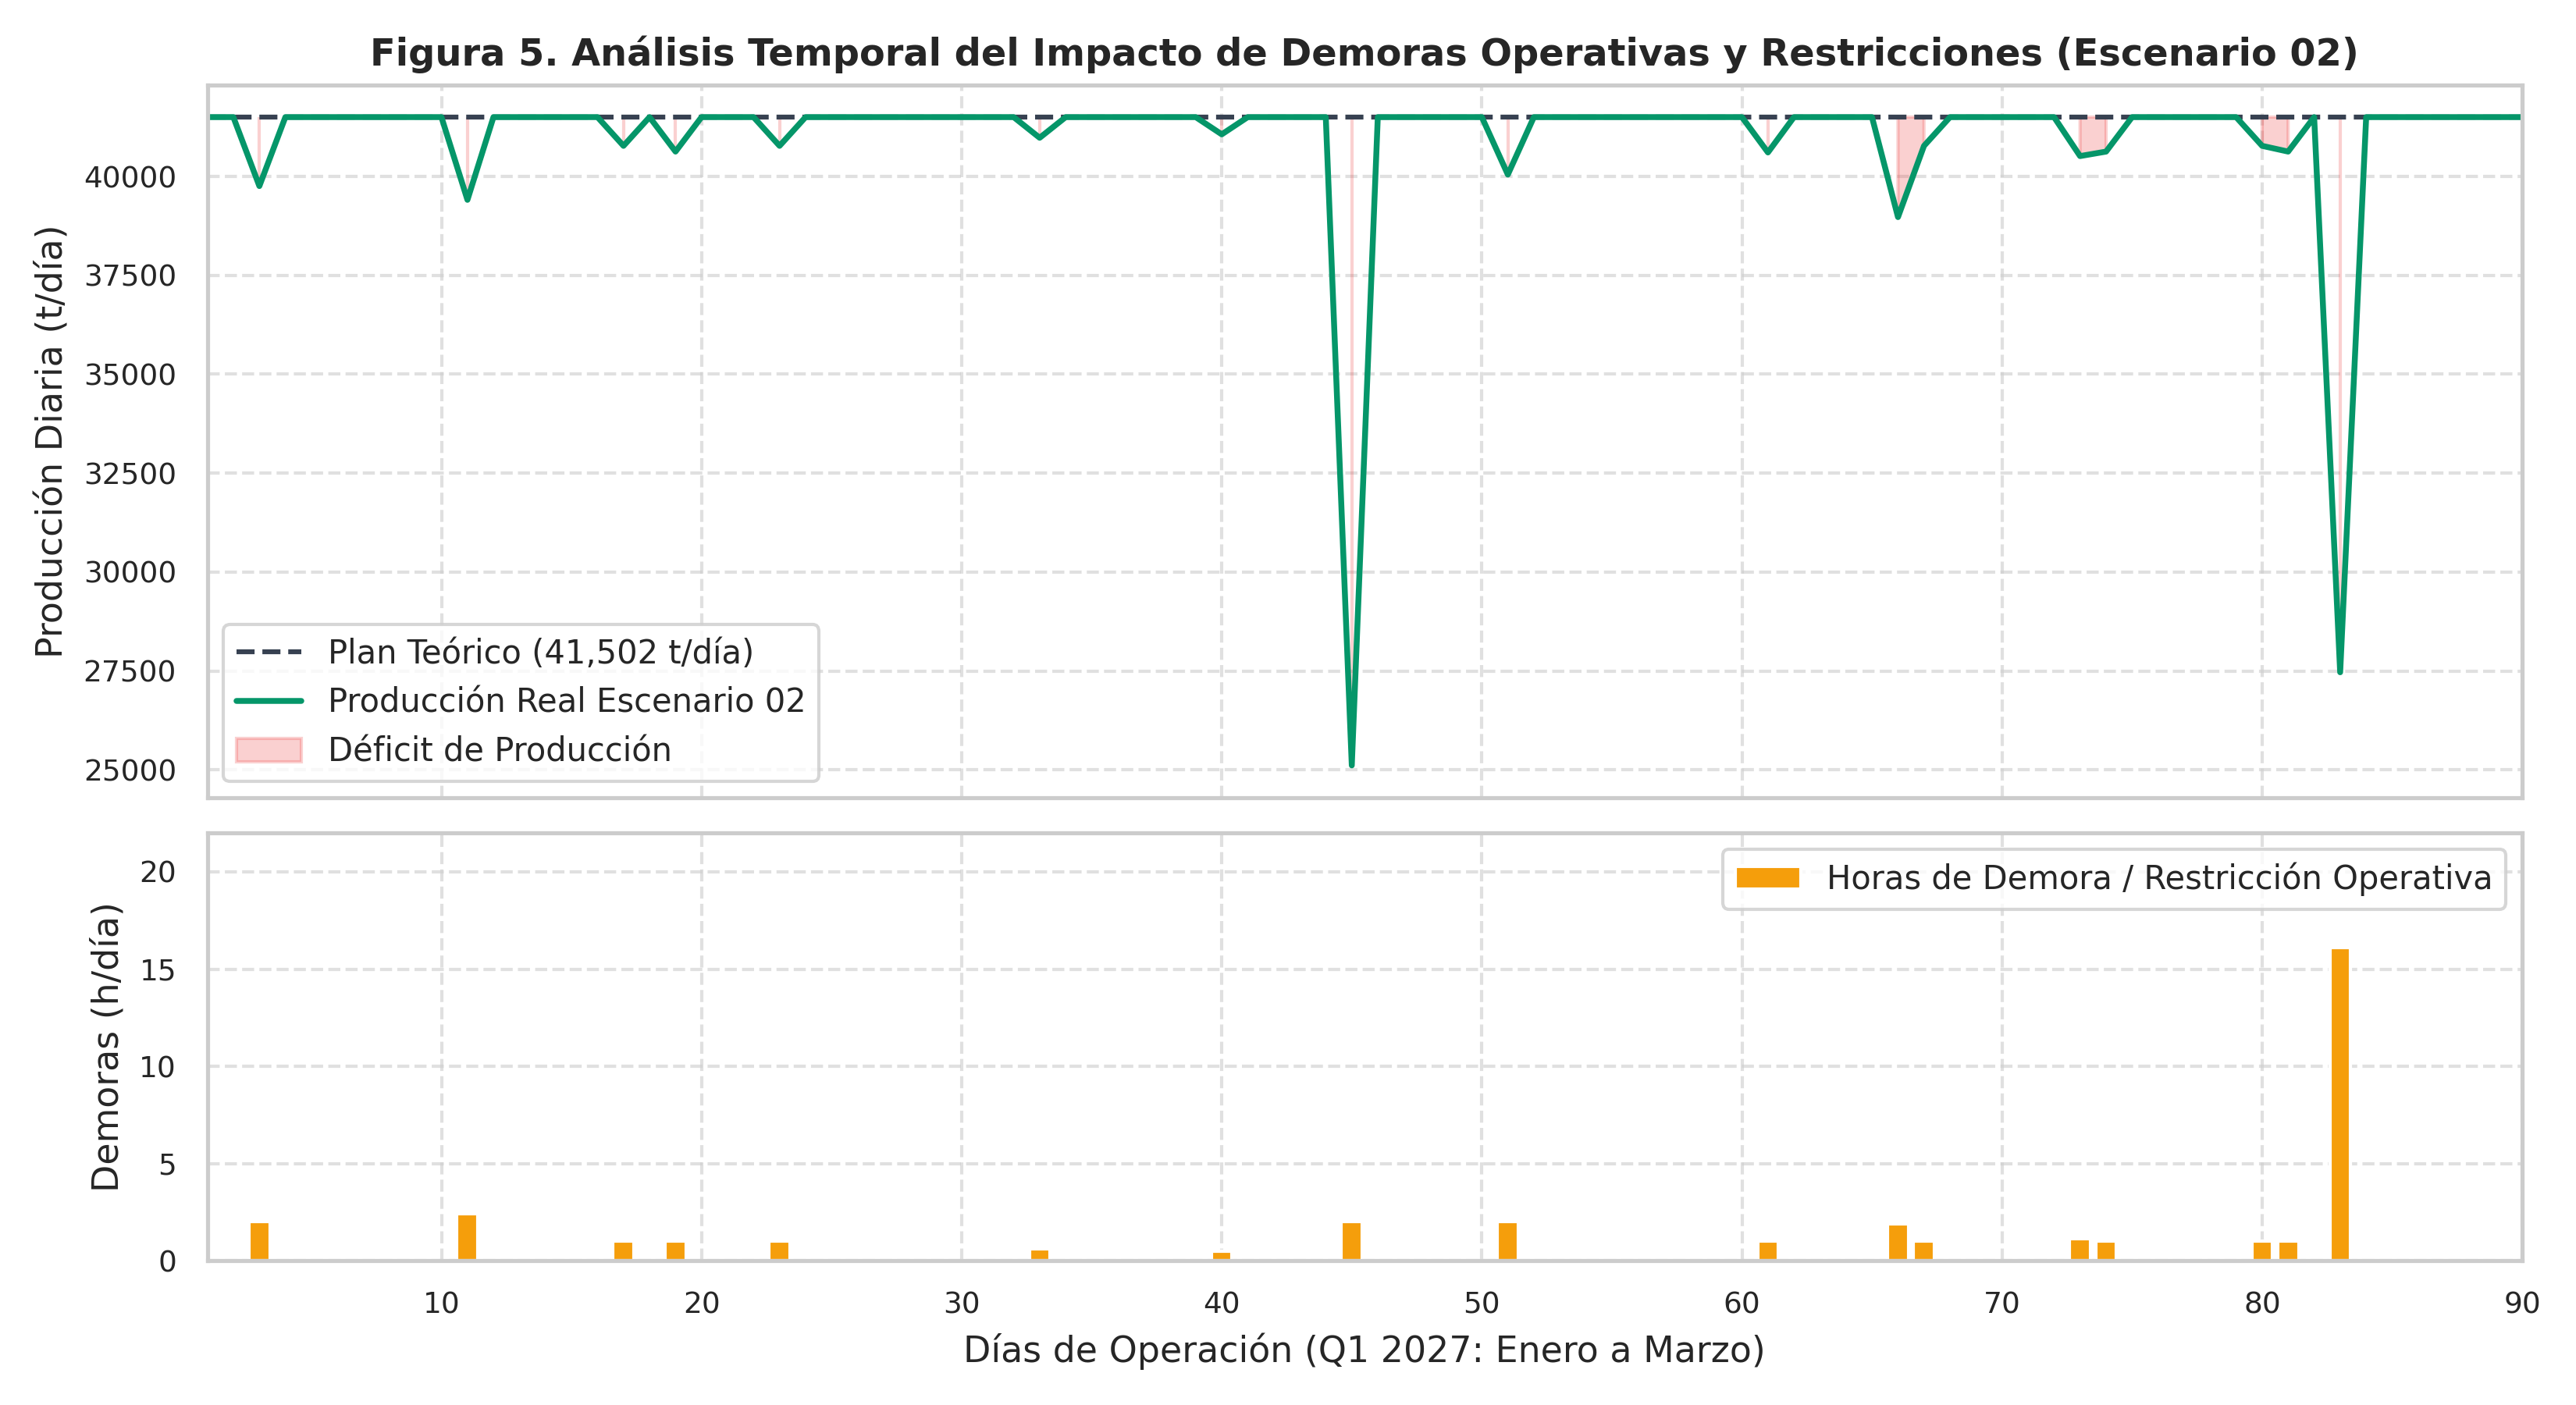 Figura 5. Análisis Temporal del Impacto de Demoras Operativas y Restricciones (Escenario 02)
Producción Diaria (t/día)
40000
37500
35000
32500
30000
27500
25000
Plan Teórico (41,502 t/día)
Producción Real Escenario 02
Déficit de Producción
Demoras (h/día)
20
15
10
5
0
Horas de Demora / Restricción Operativa
10 20 30 40 50 60 70 80 90
Días de Operación (Q1 2027: Enero a Marzo)